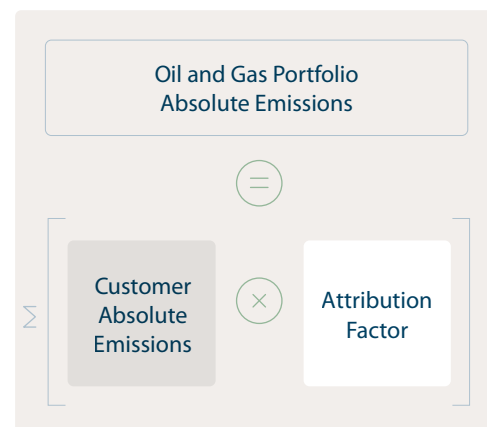 Oil and Gas Portfolio
Absolute Emissions
=
Σ
Customer
Absolute
Emissions
×
Attribution
Factor